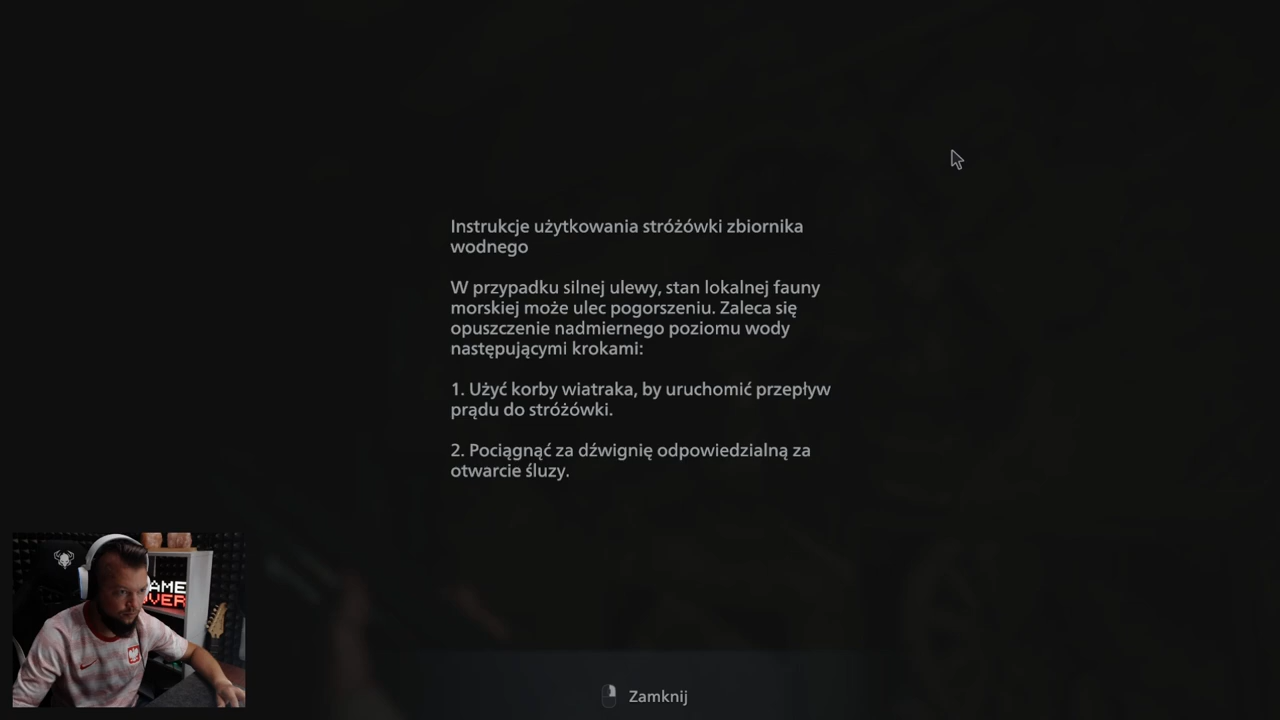 Instrukcje użytkowania stróżówki zbiornika
wodnego
W przypadku silnej ulewy, stan lokalnej fauny
morskiej może ulec pogorszeniu. Zaleca się
opuszczenie nadmiernego poziomu wody
następującymi krokami:
1. Użyć korby wiatraka, by uruchomić przepływ
prądu do stróżówki.
2. Pociągnąć za dźwignię odpowiedzialną za
otwarcie śluzy.
AME
VER
Zamknij